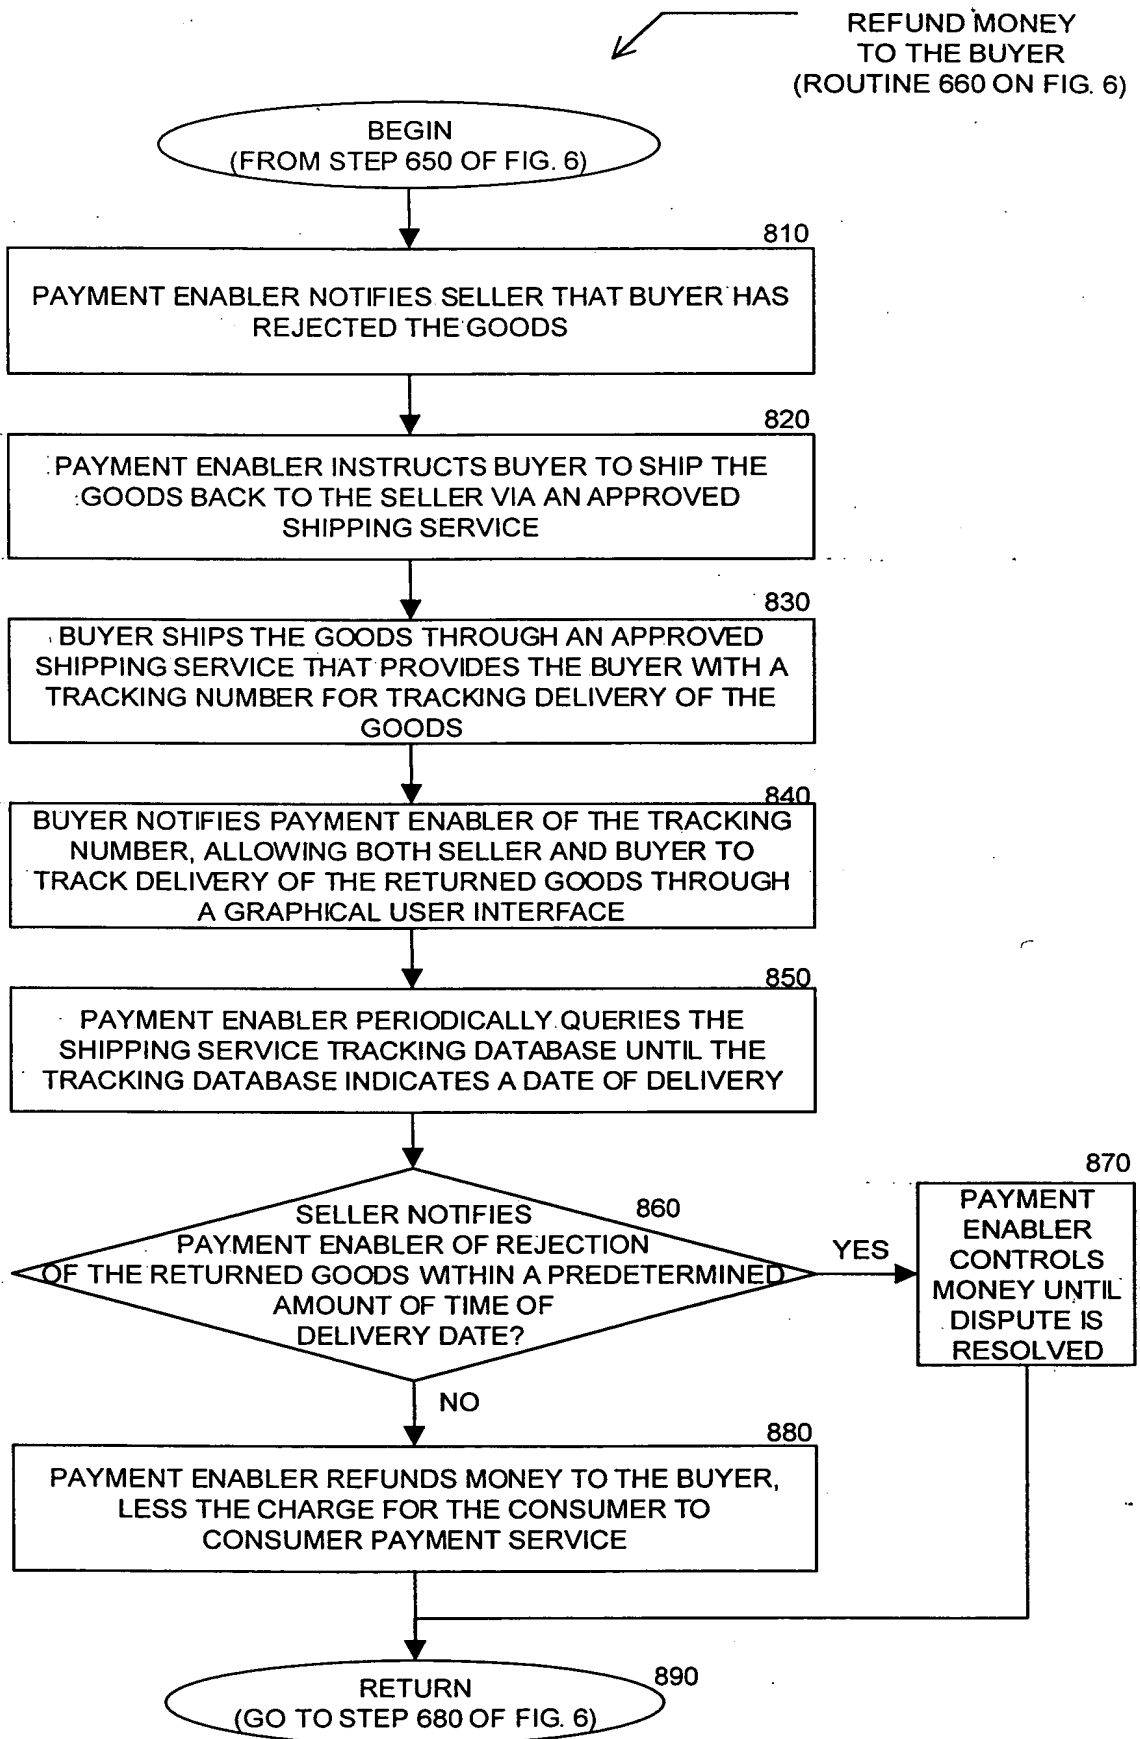 REFUND MONEY
TO THE BUYER
(ROUTINE 660 ON FIG. 6)
BEGIN
(FROM STEP 650 OF FIG. 6)
810
PAYMENT ENABLER NOTIFIES SELLER THAT BUYER HAS
REJECTED THE GOODS
820
PAYMENT ENABLER INSTRUCTS BUYER TO SHIP THE
GOODS BACK TO THE SELLER VIA AN APPROVED
SHIPPING SERVICE
830
BUYER SHIPS THE GOODS THROUGH AN APPROVED
SHIPPING SERVICE THAT PROVIDES THE BUYER WITH A
TRACKING NUMBER FOR TRACKING DELIVERY OF THE
GOODS
840
BUYER NOTIFIES PAYMENT ENABLER OF THE TRACKING
NUMBER, ALLOWING BOTH SELLER AND BUYER TO
TRACK DELIVERY OF THE RETURNED GOODS THROUGH
A GRAPHICAL USER INTERFACE
850
PAYMENT ENABLER PERIODICALLY QUERIES THE
SHIPPING SERVICE TRACKING DATABASE UNTIL THE
TRACKING DATABASE INDICATES A DATE OF DELIVERY
860
SELLER NOTIFIES
PAYMENT ENABLER OF REJECTION
OF THE RETURNED GOODS WITHIN A PREDETERMINED
AMOUNT OF TIME OF
DELIVERY DATE?
YES
870
PAYMENT
ENABLER
CONTROLS
MONEY UNTIL
DISPUTE IS
RESOLVED
NO
880
PAYMENT ENABLER REFUNDS MONEY TO THE BUYER,
LESS THE CHARGE FOR THE CONSUMER TO
CONSUMER PAYMENT SERVICE
890
RETURN
(GO TO STEP 680 OF FIG. 6)